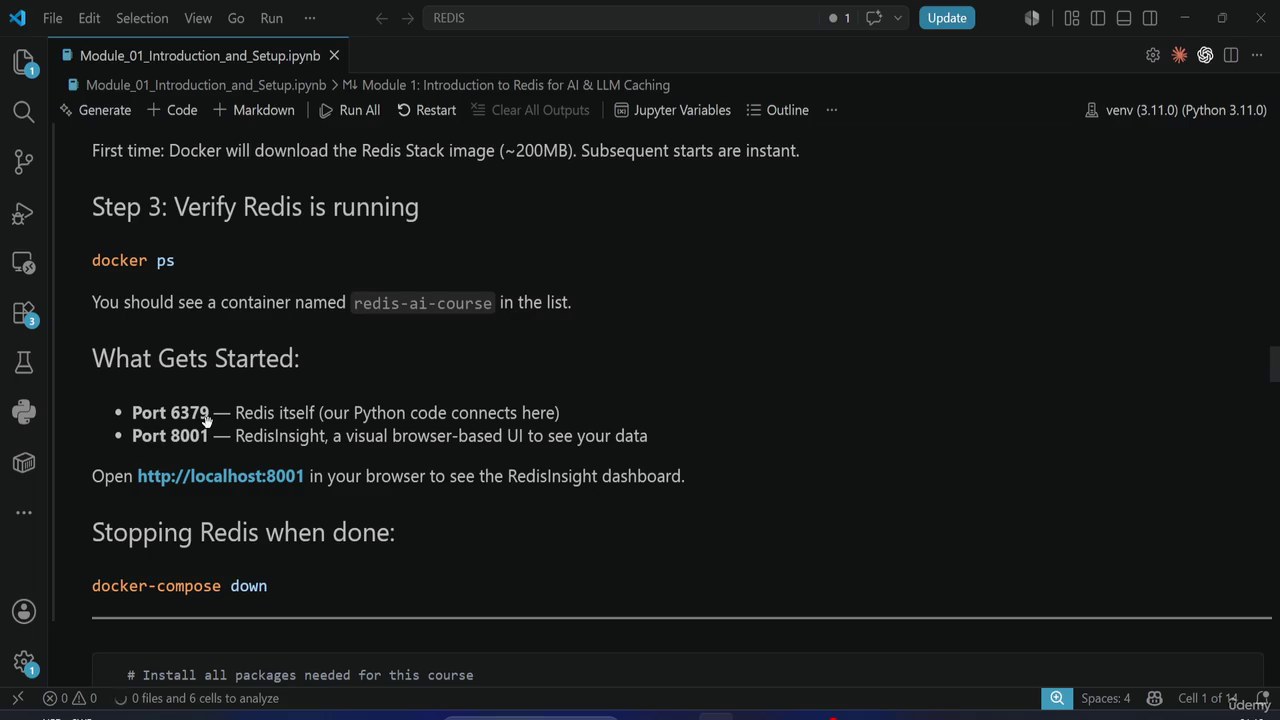 File Edit Selection View Go Run ··· REDIS 1 Update
Module_01_Introduction_and_Setup.ipynb
Module_01_Introduction_and_Setup.ipynb > M↓ Module 1: Introduction to Redis for AI & LLM Caching
Generate + Code + Markdown Run All Restart Clear All Outputs Jupyter Variables Outline ··· venv (3.11.0) (Python 3.11.0)
First time: Docker will download the Redis Stack image (~200MB). Subsequent starts are instant.
Step 3: Verify Redis is running
docker ps
You should see a container named redis-ai-course in the list.
What Gets Started:
• Port 6379 — Redis itself (our Python code connects here)
• Port 8001 — RedisInsight, a visual browser-based UI to see your data
Open http://localhost:8001 in your browser to see the RedisInsight dashboard.
Stopping Redis when done:
docker-compose down
# Install all packages needed for this course
1
3
1
0 0 0 files and 6 cells to analyze Spaces: 4 Cell 1 of 14
udemy